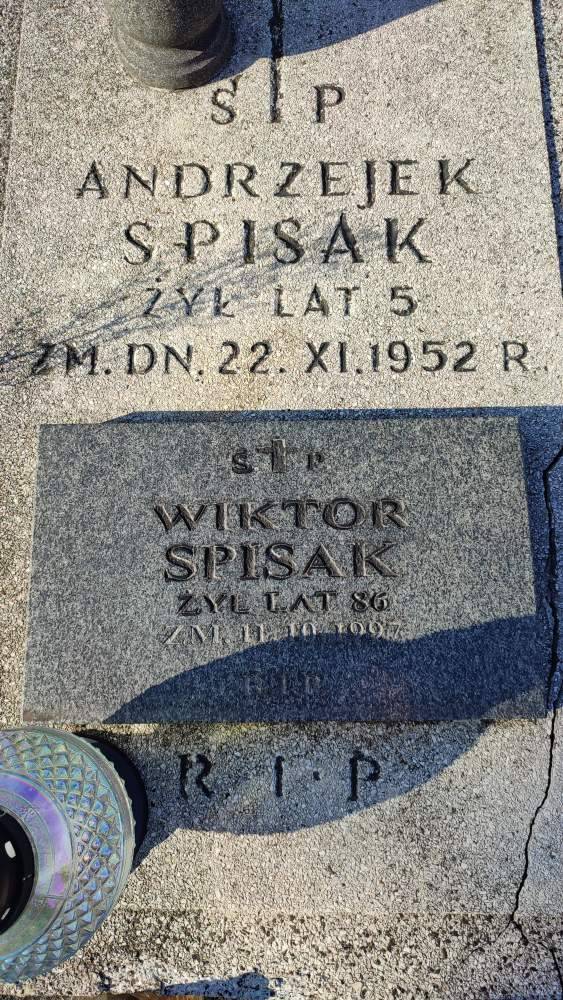 Ś P
ANDRZEJEK
SPISAK
ŻYŁ LAT 5
ZM. DN. 22. XI. 1952 R.
Ś P
WIKTOR
SPISAK
ŻYŁ LAT 86
ZM. 11. 10. 1997
R.I.P.
R. I. P